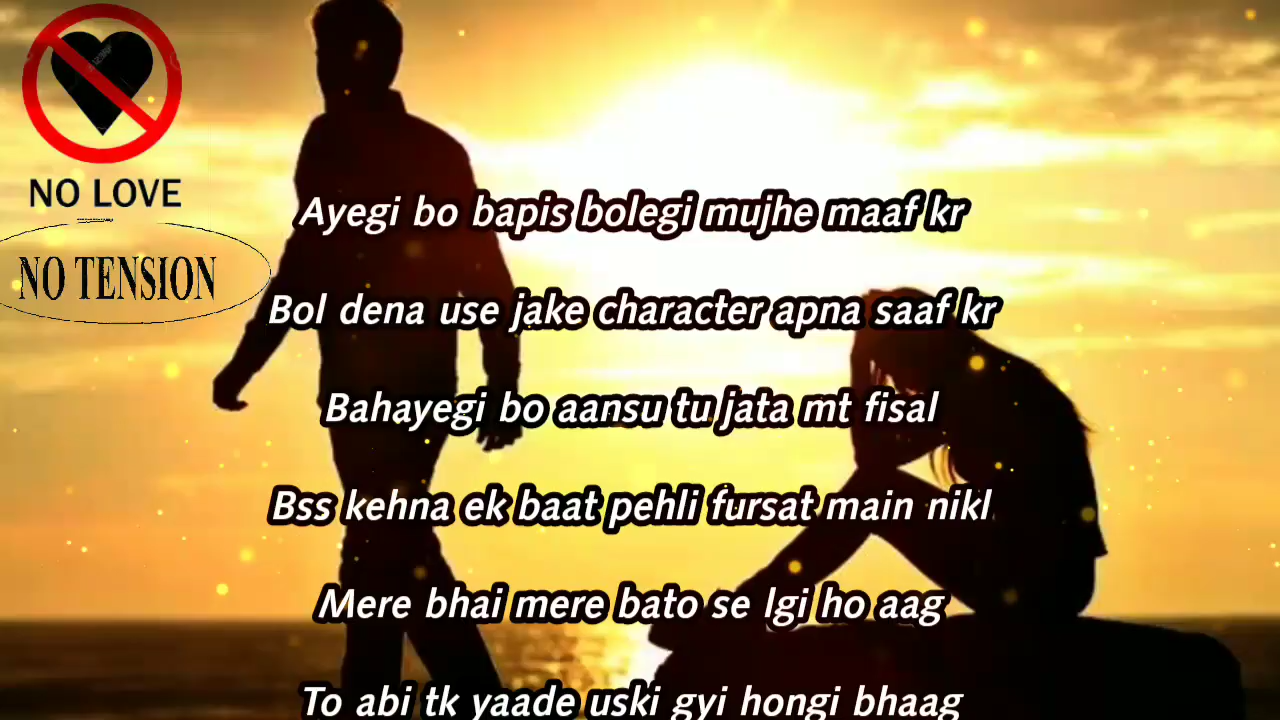 NO LOVE
NO TENSION
Ayegi bo bapis bolegi mujhe maaf kr
Bol dena use jake character apna saaf kr
Bahayegi bo aansu tu jata mt fisal
Bss kehna ek baat pehli fursat main nikl
Mere bhai mere bato se lgi ho aag
To abi tk yaade uski gyi hongi bhaag